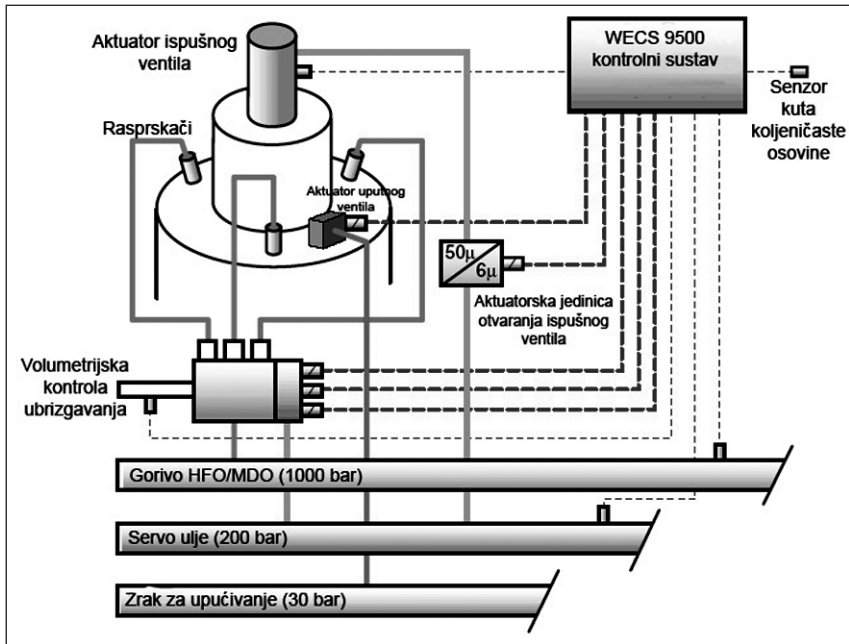 Aktuator ispušnog
ventila
WECS 9500
kontrolni sustav
Senzor
kuta
koljeničaste
osovine
Rasprskači
Aktuator uputnog
ventila
50µ
6µ
Aktuatorska jedinica
otvaranja ispušnog
ventila
Volumetrijska
kontrola
ubrizgavanja
Gorivo HFO/MDO (1000 bar)
Servo ulje (200 bar)
Zrak za upućivanje (30 bar)